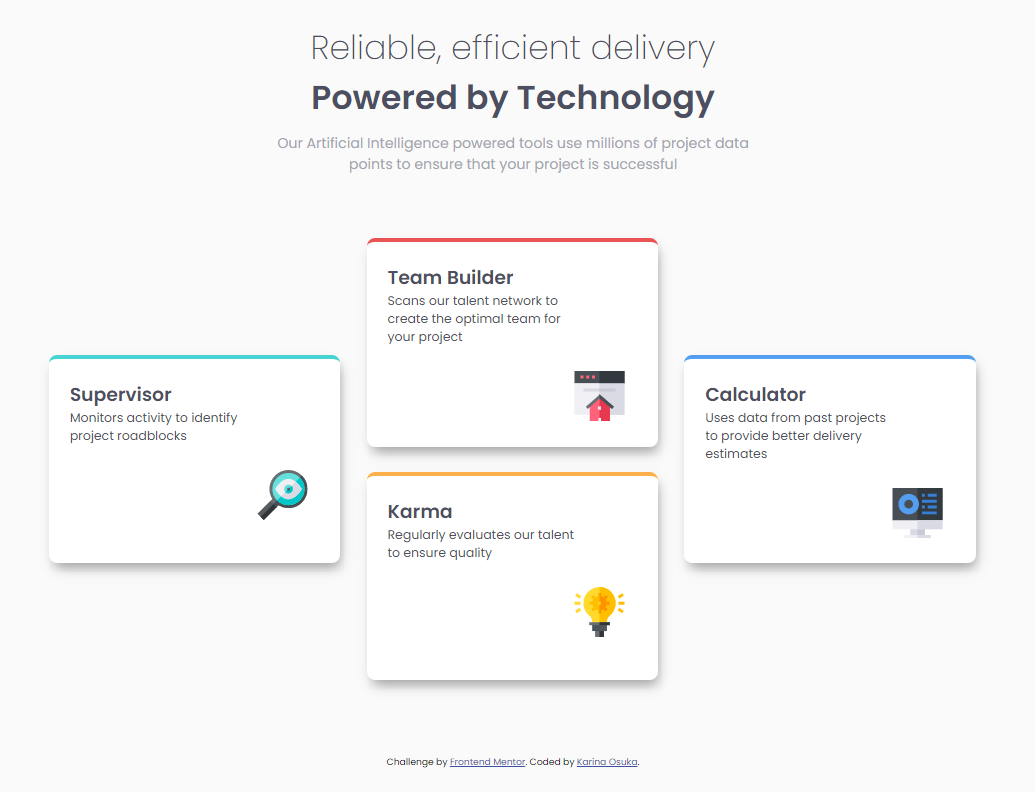 Reliable, efficient delivery
Powered by Technology
Our Artificial Intelligence powered tools use millions of project data
points to ensure that your project is successful
Team Builder
Scans our talent network to
create the optimal team for
your project
Supervisor
Monitors activity to identify
project roadblocks
Calculator
Uses data from past projects
to provide better delivery
estimates
Karma
Regularly evaluates our talent
to ensure quality
Challenge by Frontend Mentor. Coded by Karina Osuka.